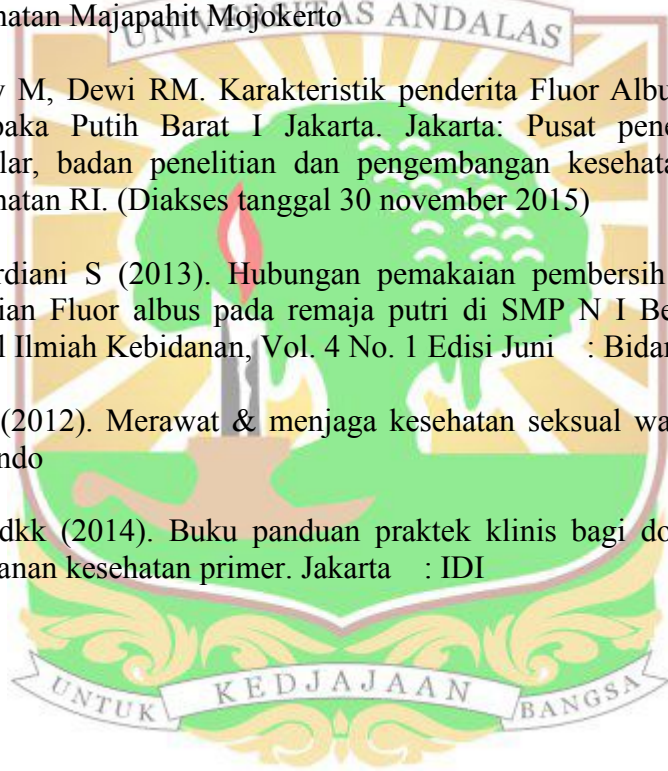 hatan Majapahit Mojokerto
UNIVERSITAS ANDALAS
y M, Dewi RM. Karakteristik penderita Fluor Albu
paka Putih Barat I Jakarta. Jakarta: Pusat pene
lar, badan penelitian dan pengembangan kesehata
hatan RI. (Diakses tanggal 30 november 2015)
rdiani S (2013). Hubungan pemakaian pembersih
ian Fluor albus pada remaja putri di SMP N I Be
l Ilmiah Kebidanan, Vol. 4 No. 1 Edisi Juni : Bidan
(2012). Merawat & menjaga kesehatan seksual wa
ndo
dkk (2014). Buku panduan praktek klinis bagi do
anan kesehatan primer. Jakarta : IDI
UNTUK KEDJAJAAN BANGSA